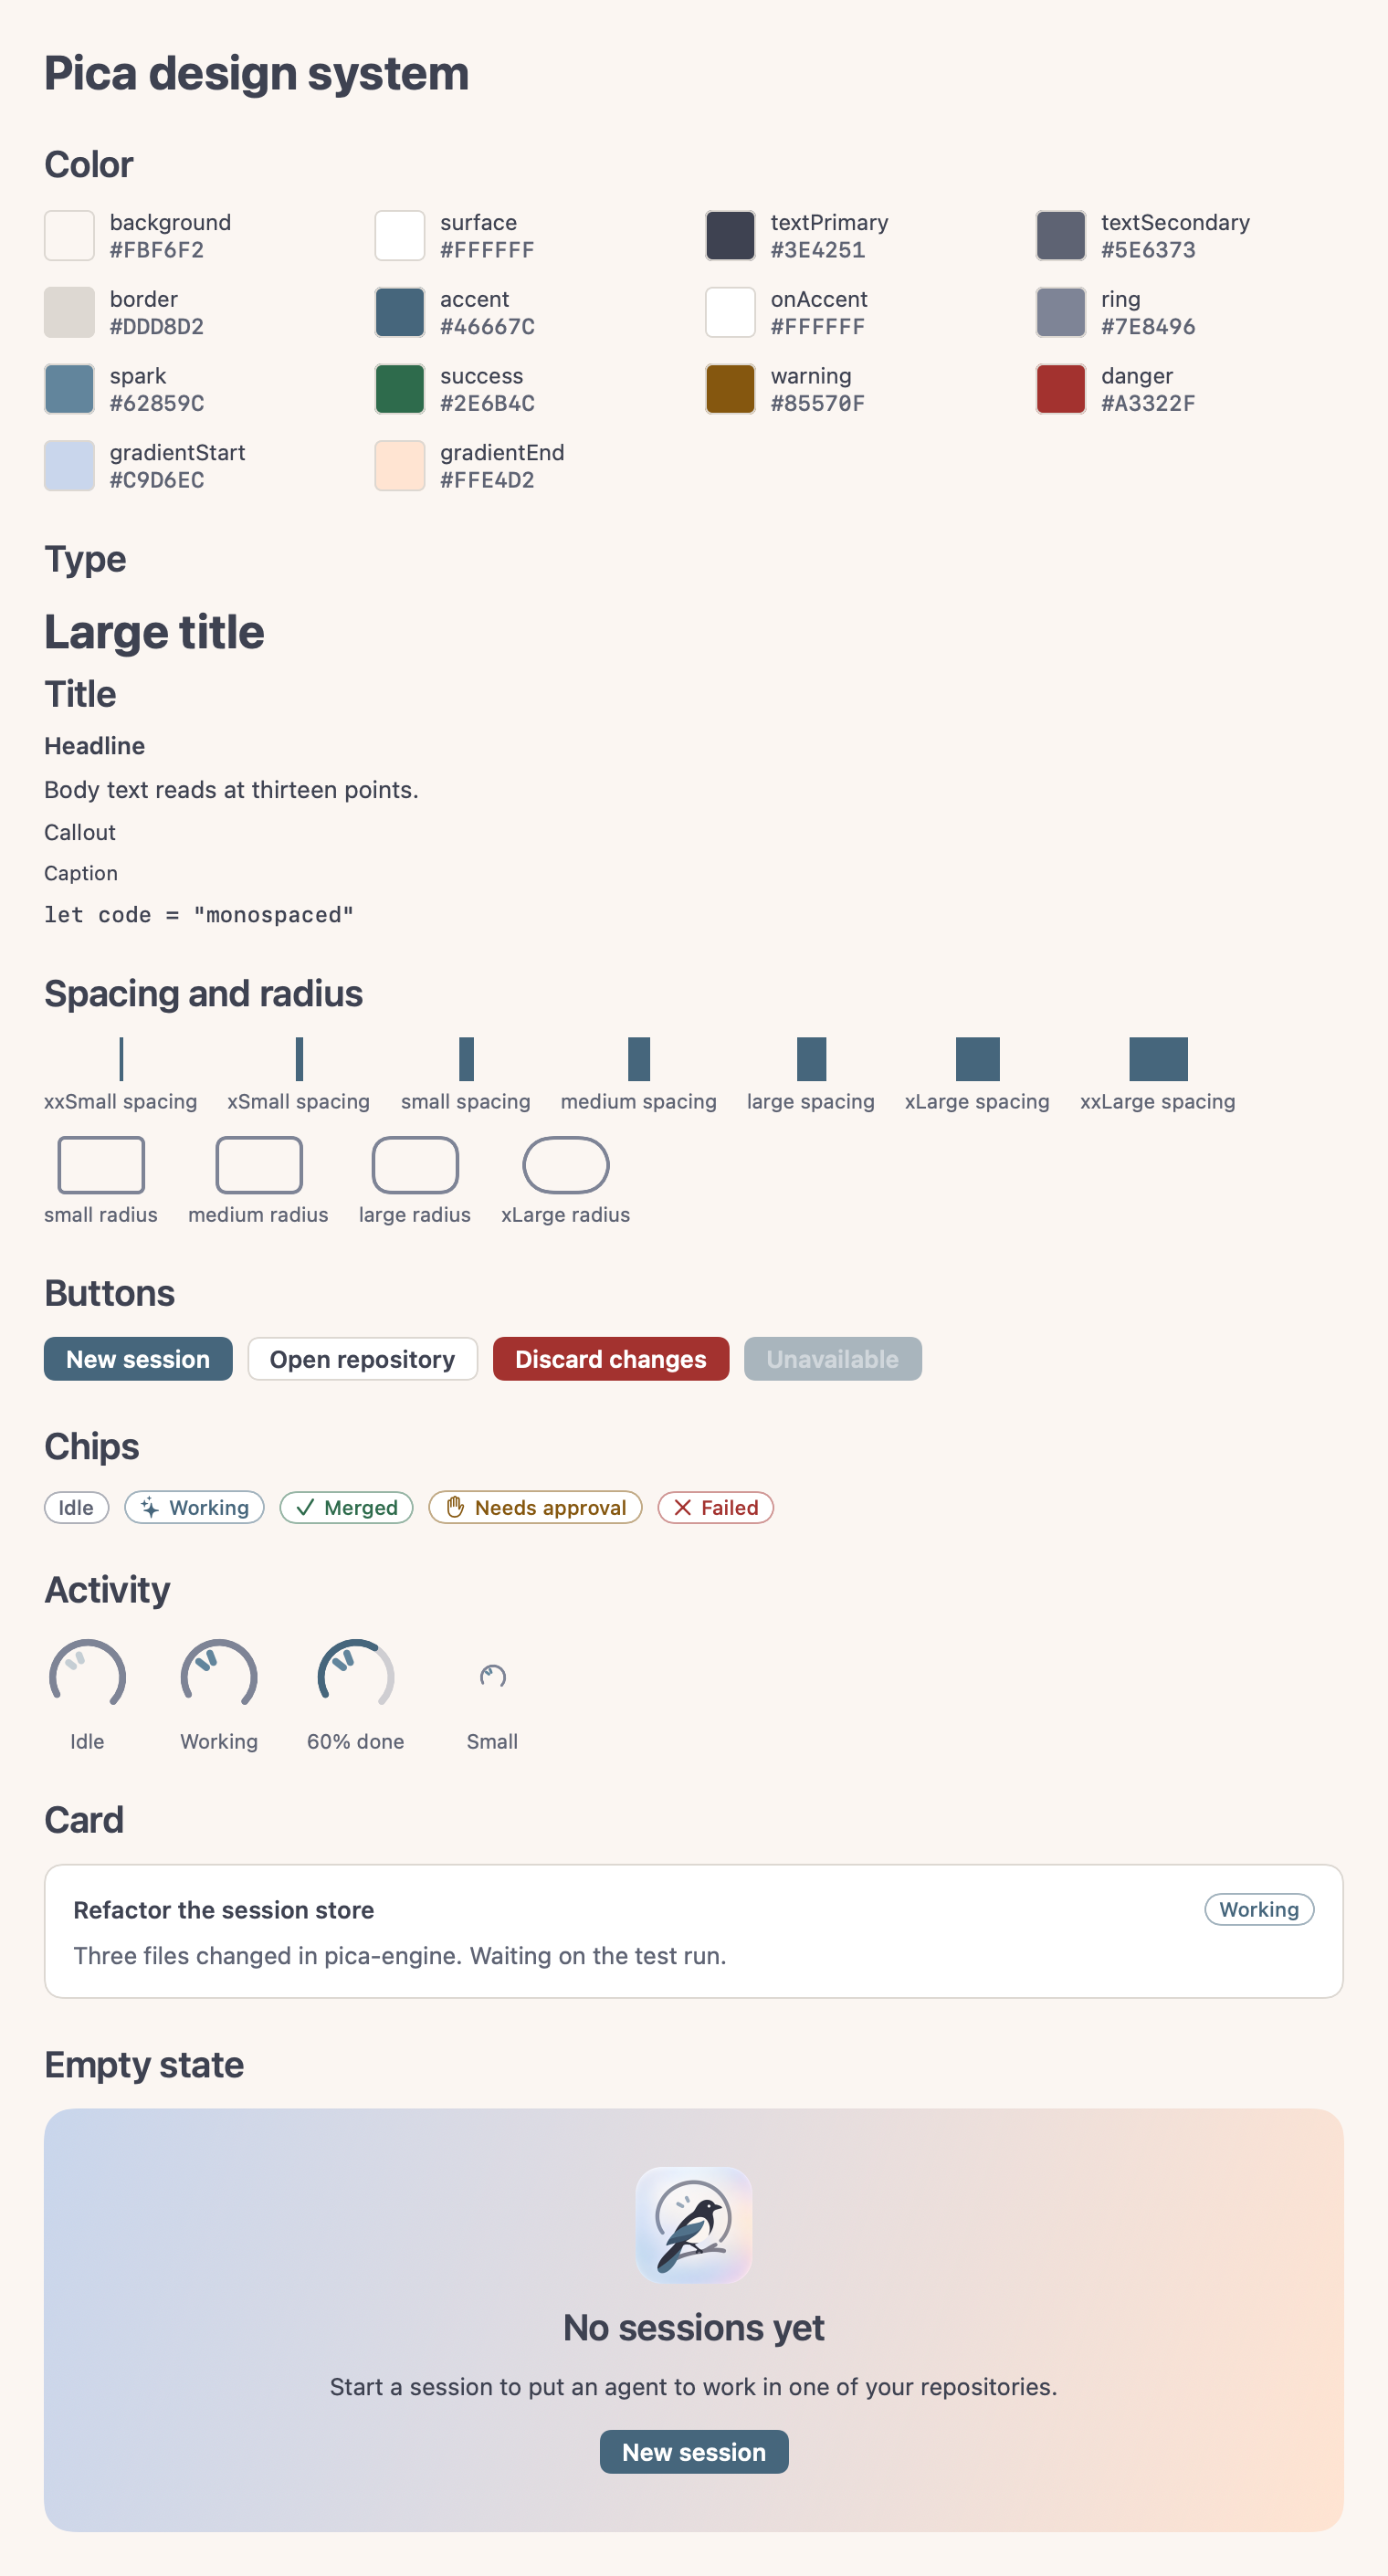 Pica design system
Color
background
#FBF6F2
surface
#FFFFFF
textPrimary
#3E4251
textSecondary
#5E6373
border
#DDD8D2
accent
#46667C
onAccent
#FFFFFF
ring
#7E8496
spark
#62859C
success
#2E6B4C
warning
#85570F
danger
#A3322F
gradientStart
#C9D6EC
gradientEnd
#FFE4D2
Type
Large title
Title
Headline
Body text reads at thirteen points.
Callout
Caption
let code = "monospaced"
Spacing and radius
xxSmall spacing
xSmall spacing
small spacing
medium spacing
large spacing
xLarge spacing
xxLarge spacing
small radius
medium radius
large radius
xLarge radius
Buttons
New session
Open repository
Discard changes
Unavailable
Chips
Idle
Working
Merged
Needs approval
Failed
Activity
Idle
Working
60% done
Small
Card
Refactor the session store
Working
Three files changed in pica-engine. Waiting on the test run.
Empty state
No sessions yet
Start a session to put an agent to work in one of your repositories.
New session